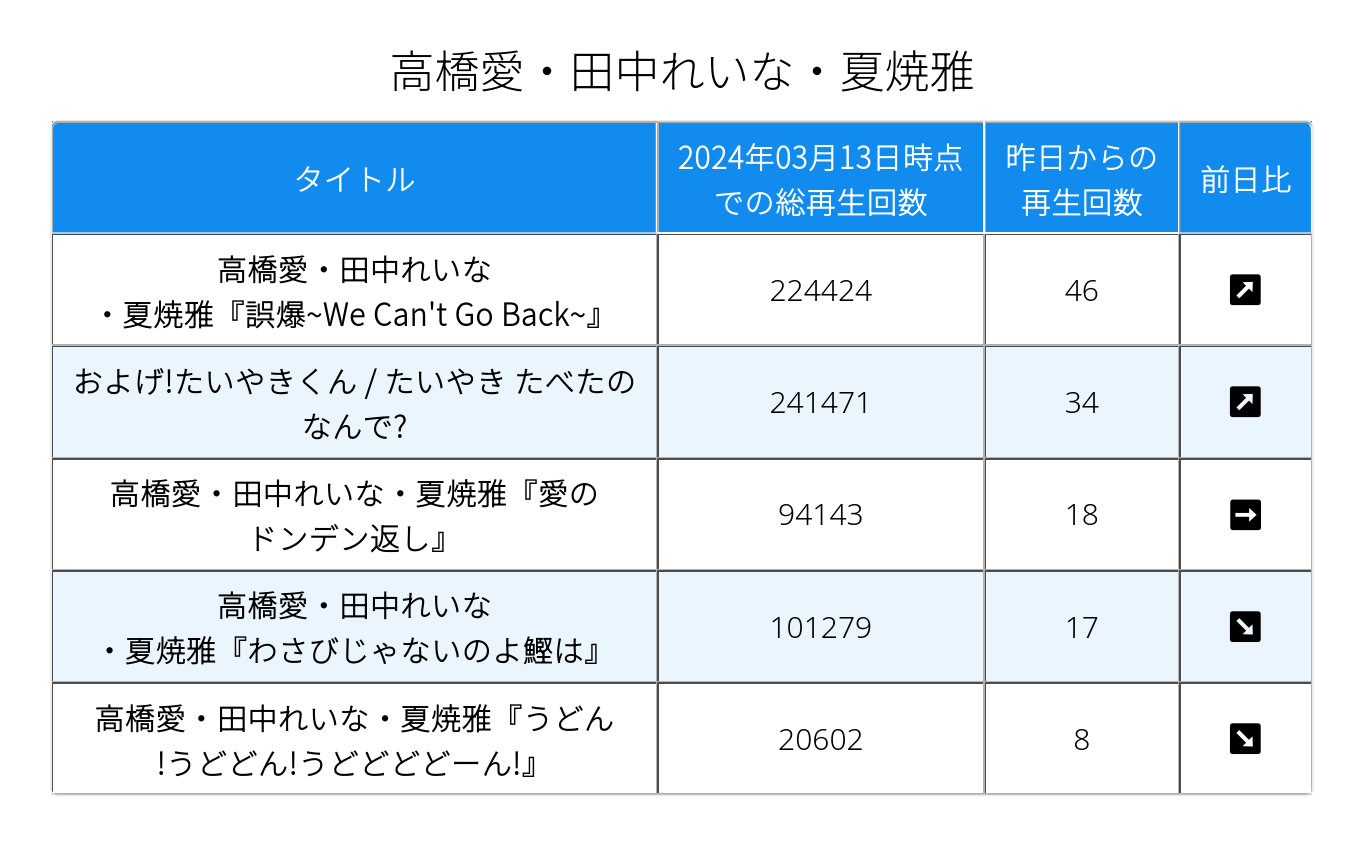 高橋愛・田中れいな・夏焼雅
タイトル
2024年03月13日時点
での総再生回数
昨日からの
再生回数
前日比
高橋愛・田中れいな
・夏焼雅『誤爆~We Can't Go Back~』
224424
46
↗
およげ!たいやきくん / たいやき たべたの
なんで?
241471
34
↗
高橋愛・田中れいな・夏焼雅『愛の
ドンデン返し』
94143
18
→
高橋愛・田中れいな
・夏焼雅『わさびじゃないのよ鰹は』
101279
17
↘
高橋愛・田中れいな・夏焼雅『うどん
!うどどん!うどどどどーん!』
20602
8
↘